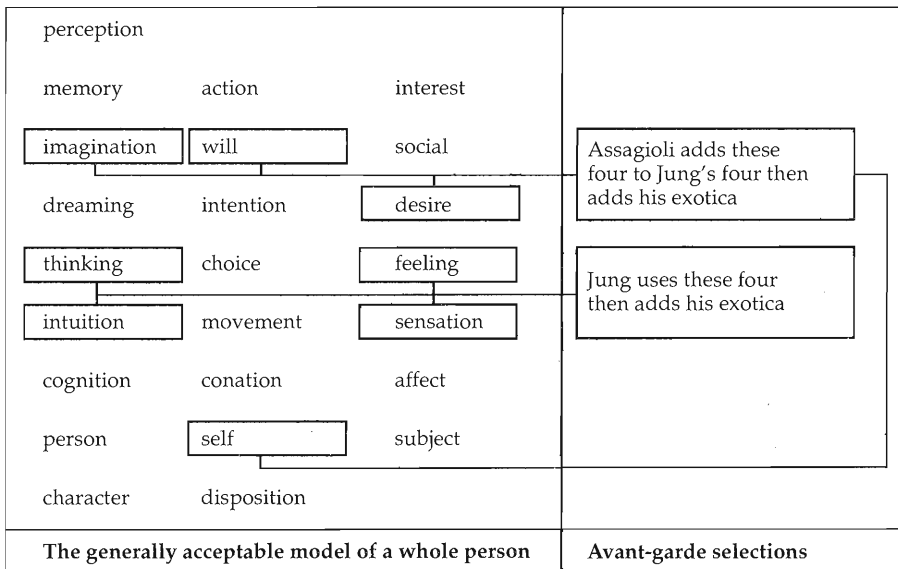 perception
memory action interest
imagination will social
Assagioli adds these
four to Jung's four then
adds his exotica
dreaming intention desire
thinking choice feeling
Jung uses these four
then adds his exotica
intuition movement sensation
cognition conation affect
person self subject
character disposition
The generally acceptable model of a whole person Avant-garde selections